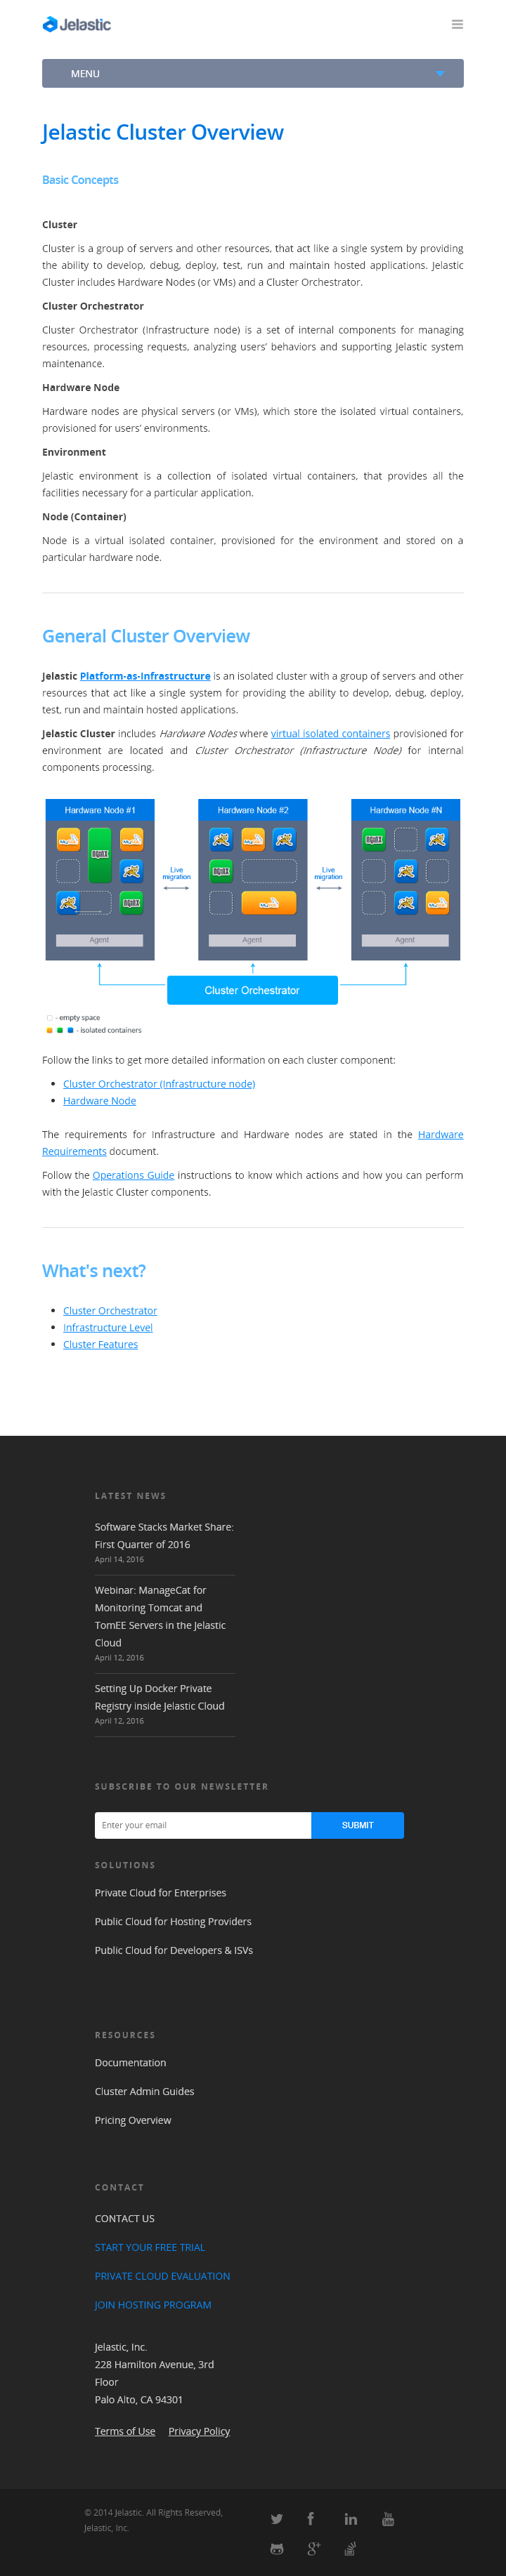 Jelastic
MENU
Jelastic Cluster Overview
Basic Concepts
Cluster
Cluster is a group of servers and other resources, that act like a single system by providing
the ability to develop, debug, deploy, test, run and maintain hosted applications. Jelastic
Cluster includes Hardware Nodes (or VMs) and a Cluster Orchestrator.
Cluster Orchestrator
Cluster Orchestrator (Infrastructure node) is a set of internal components for managing
resources, processing requests, analyzing users' behaviors and supporting Jelastic system
maintenance.
Hardware Node
Hardware nodes are physical servers (or VMs), which store the isolated virtual containers,
provisioned for users' environments.
Environment
Jelastic environment is a collection of isolated virtual containers, that provides all the
facilities necessary for a particular application.
Node (Container)
Node is a virtual isolated container, provisioned for the environment and stored on a
particular hardware node.
General Cluster Overview
Jelastic Platform-as-Infrastructure is an isolated cluster with a group of servers and other
resources that act like a single system for providing the ability to develop, debug, deploy,
test, run and maintain hosted applications.
Jelastic Cluster includes Hardware Nodes where virtual isolated containers provisioned for
environment are located and Cluster Orchestrator (Infrastructure Node) for internal
components processing.
Hardware Node #1
Hardware Node #2
Hardware Node #N
Live
migration
Live
migration
Agent
Agent
Agent
Cluster Orchestrator
- empty space
- isolated containers
Follow the links to get more detailed information on each cluster component:
Cluster Orchestrator (Infrastructure node)
Hardware Node
The requirements for Infrastructure and Hardware nodes are stated in the Hardware
Requirements document.
Follow the Operations Guide instructions to know which actions and how you can perform
with the Jelastic Cluster components.
What's next?
Cluster Orchestrator
Infrastructure Level
Cluster Features
LATEST NEWS
Software Stacks Market Share:
First Quarter of 2016
April 14, 2016
Webinar: ManageCat for
Monitoring Tomcat and
TomEE Servers in the Jelastic
Cloud
April 12, 2016
Setting Up Docker Private
Registry inside Jelastic Cloud
April 12, 2016
SUBSCRIBE TO OUR NEWSLETTER
Enter your email
SUBMIT
SOLUTIONS
Private Cloud for Enterprises
Public Cloud for Hosting Providers
Public Cloud for Developers & ISVs
RESOURCES
Documentation
Cluster Admin Guides
Pricing Overview
CONTACT
CONTACT US
START YOUR FREE TRIAL
PRIVATE CLOUD EVALUATION
JOIN HOSTING PROGRAM
Jelastic, Inc.
228 Hamilton Avenue, 3rd
Floor
Palo Alto, CA 94301
Terms of Use Privacy Policy
© 2014 Jelastic. All Rights Reserved,
Jelastic, Inc.